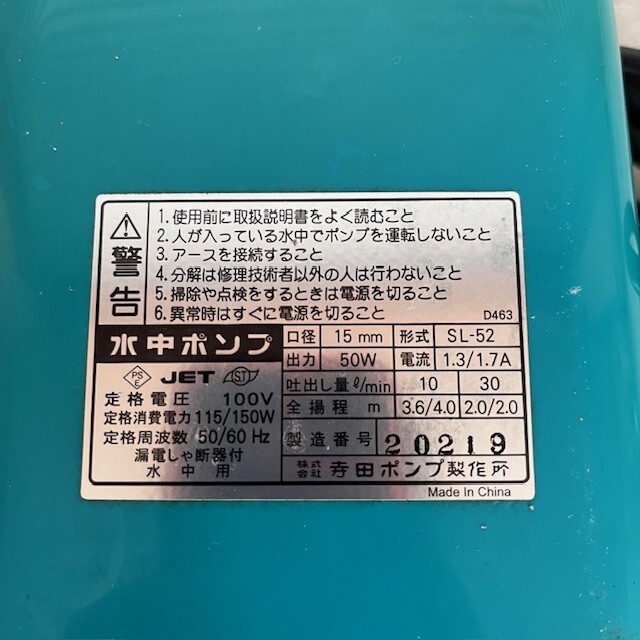 警告
1. 使用前に取扱説明書をよく読むこと
2. 人が入っている水中でポンプを運転しないこと
3. アースを接続すること
4. 分解は修理技術者以外の人は行わないこと
5. 掃除や点検をするときは電源を切ること
6. 異常時はすぐに電源を切ること
D463
水中ポンプ
PS E JET ST
定格電圧 100V
定格消費電力 115/150W
定格周波数 50/60 Hz
漏電しゃ断器付
水中用
口径 15 mm 形式 SL-52
出力 50W 電流 1.3/1.7A
吐出し量 ℓ/min 10 30
全揚程 m 3.6/4.0 2.0/2.0
製造番号 20219
株式会社 寺田ポンプ製作所
Made In China